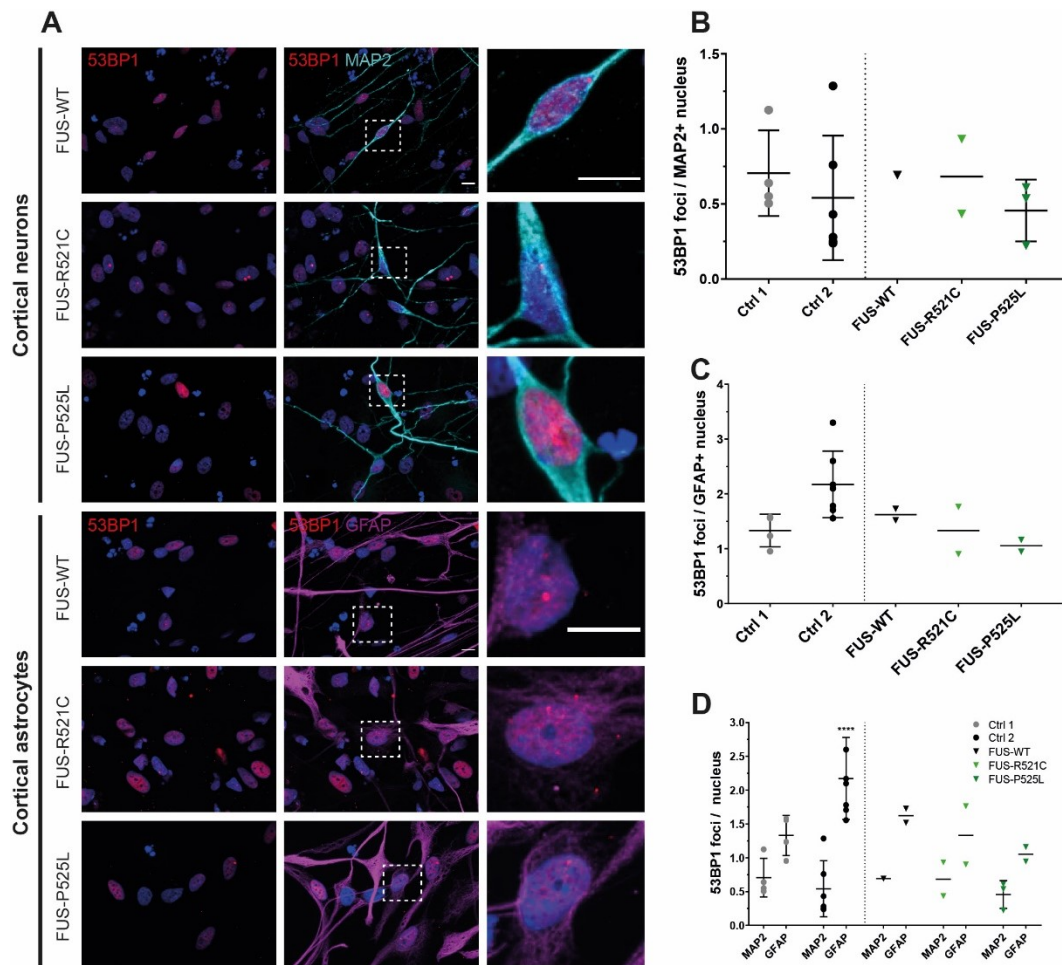 A
53BP1
53BP1 MAP2
Cortical neurons
FUS-WT
FUS-R521C
FUS-P525L
53BP1
53BP1 GFAP
Cortical astrocytes
FUS-WT
FUS-R521C
FUS-P525L
B
53BP1 foci / MAP2+ nucleus
1.5
1.0
0.5
0.0
Ctrl 1
Ctrl 2
FUS-WT
FUS-R521C
FUS-P525L
C
53BP1 foci / GFAP+ nucleus
4
3
2
1
0
Ctrl 1
Ctrl 2
FUS-WT
FUS-R521C
FUS-P525L
D
53BP1 foci / nucleus
3.0
2.5
2.0
1.5
1.0
0.5
0.0
****
Ctrl 1
Ctrl 2
FUS-WT
FUS-R521C
FUS-P525L
MAP2
GFAP
MAP2
GFAP
MAP2
GFAP
MAP2
GFAP
MAP2
GFAP